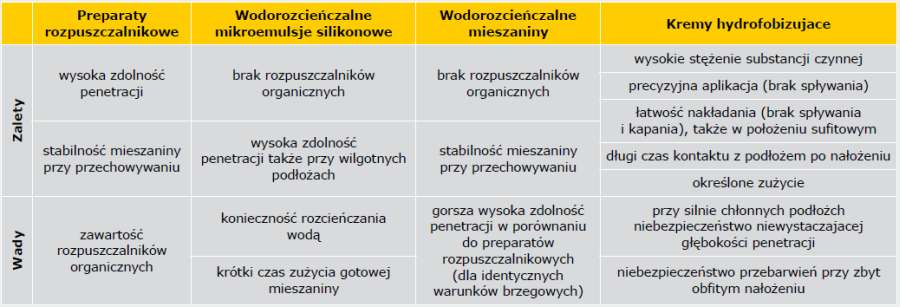 Preparaty
rozpuszczalnikowe
Wodorozcieńczalne
mikroemulsje silikonowe
Wodorozcieńczalne
mieszaniny
Kremy hydrofobizujace
Zalety
wysoka zdolność
penetracji
stabilność mieszaniny
przy przechowywaniu
brak rozpuszczalników
organicznych
wysoka zdolność
penetracji także przy wilgotnych
podłożach
brak rozpuszczalników
organicznych
stabilność mieszaniny
przy przechowywaniu
wysokie stężenie substancji czynnej
precyzyjna aplikacja (brak spływania)
łatwość nakładania (brak spływania
i kapania), także w położeniu sufitowym
długi czas kontaktu z podłożem po nałożeniu
określone zużycie
Wady
zawartość
rozpuszczalników
organicznych
konieczność rozcieńczania
wodą
krótki czas zużycia gotowej
mieszaniny
gorsza wysoka zdolność
penetracji w porównaniu
do preparatów
rozpuszczalnikowych
(dla identycznych
warunków brzegowych)
przy silnie chłonnych podłożch
niebezpieczeństwo niewystaczajacej
głębokości penetracji
niebezpieczeństwo przebarwień przy zbyt
obfitym nałożeniu